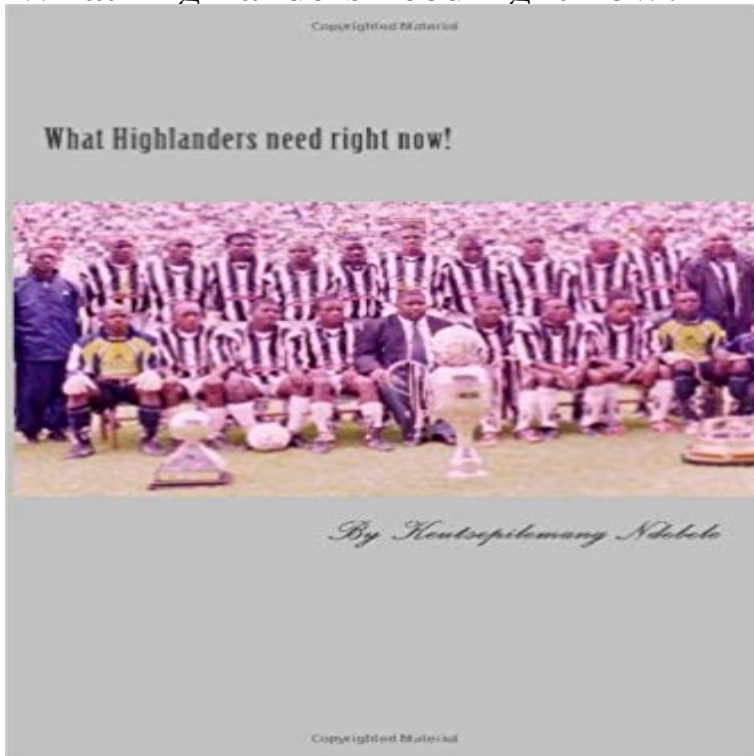 Copyrighted Material
What Highlanders need right now!
By Keutsepilemang Ndebele
Copyrighted Material